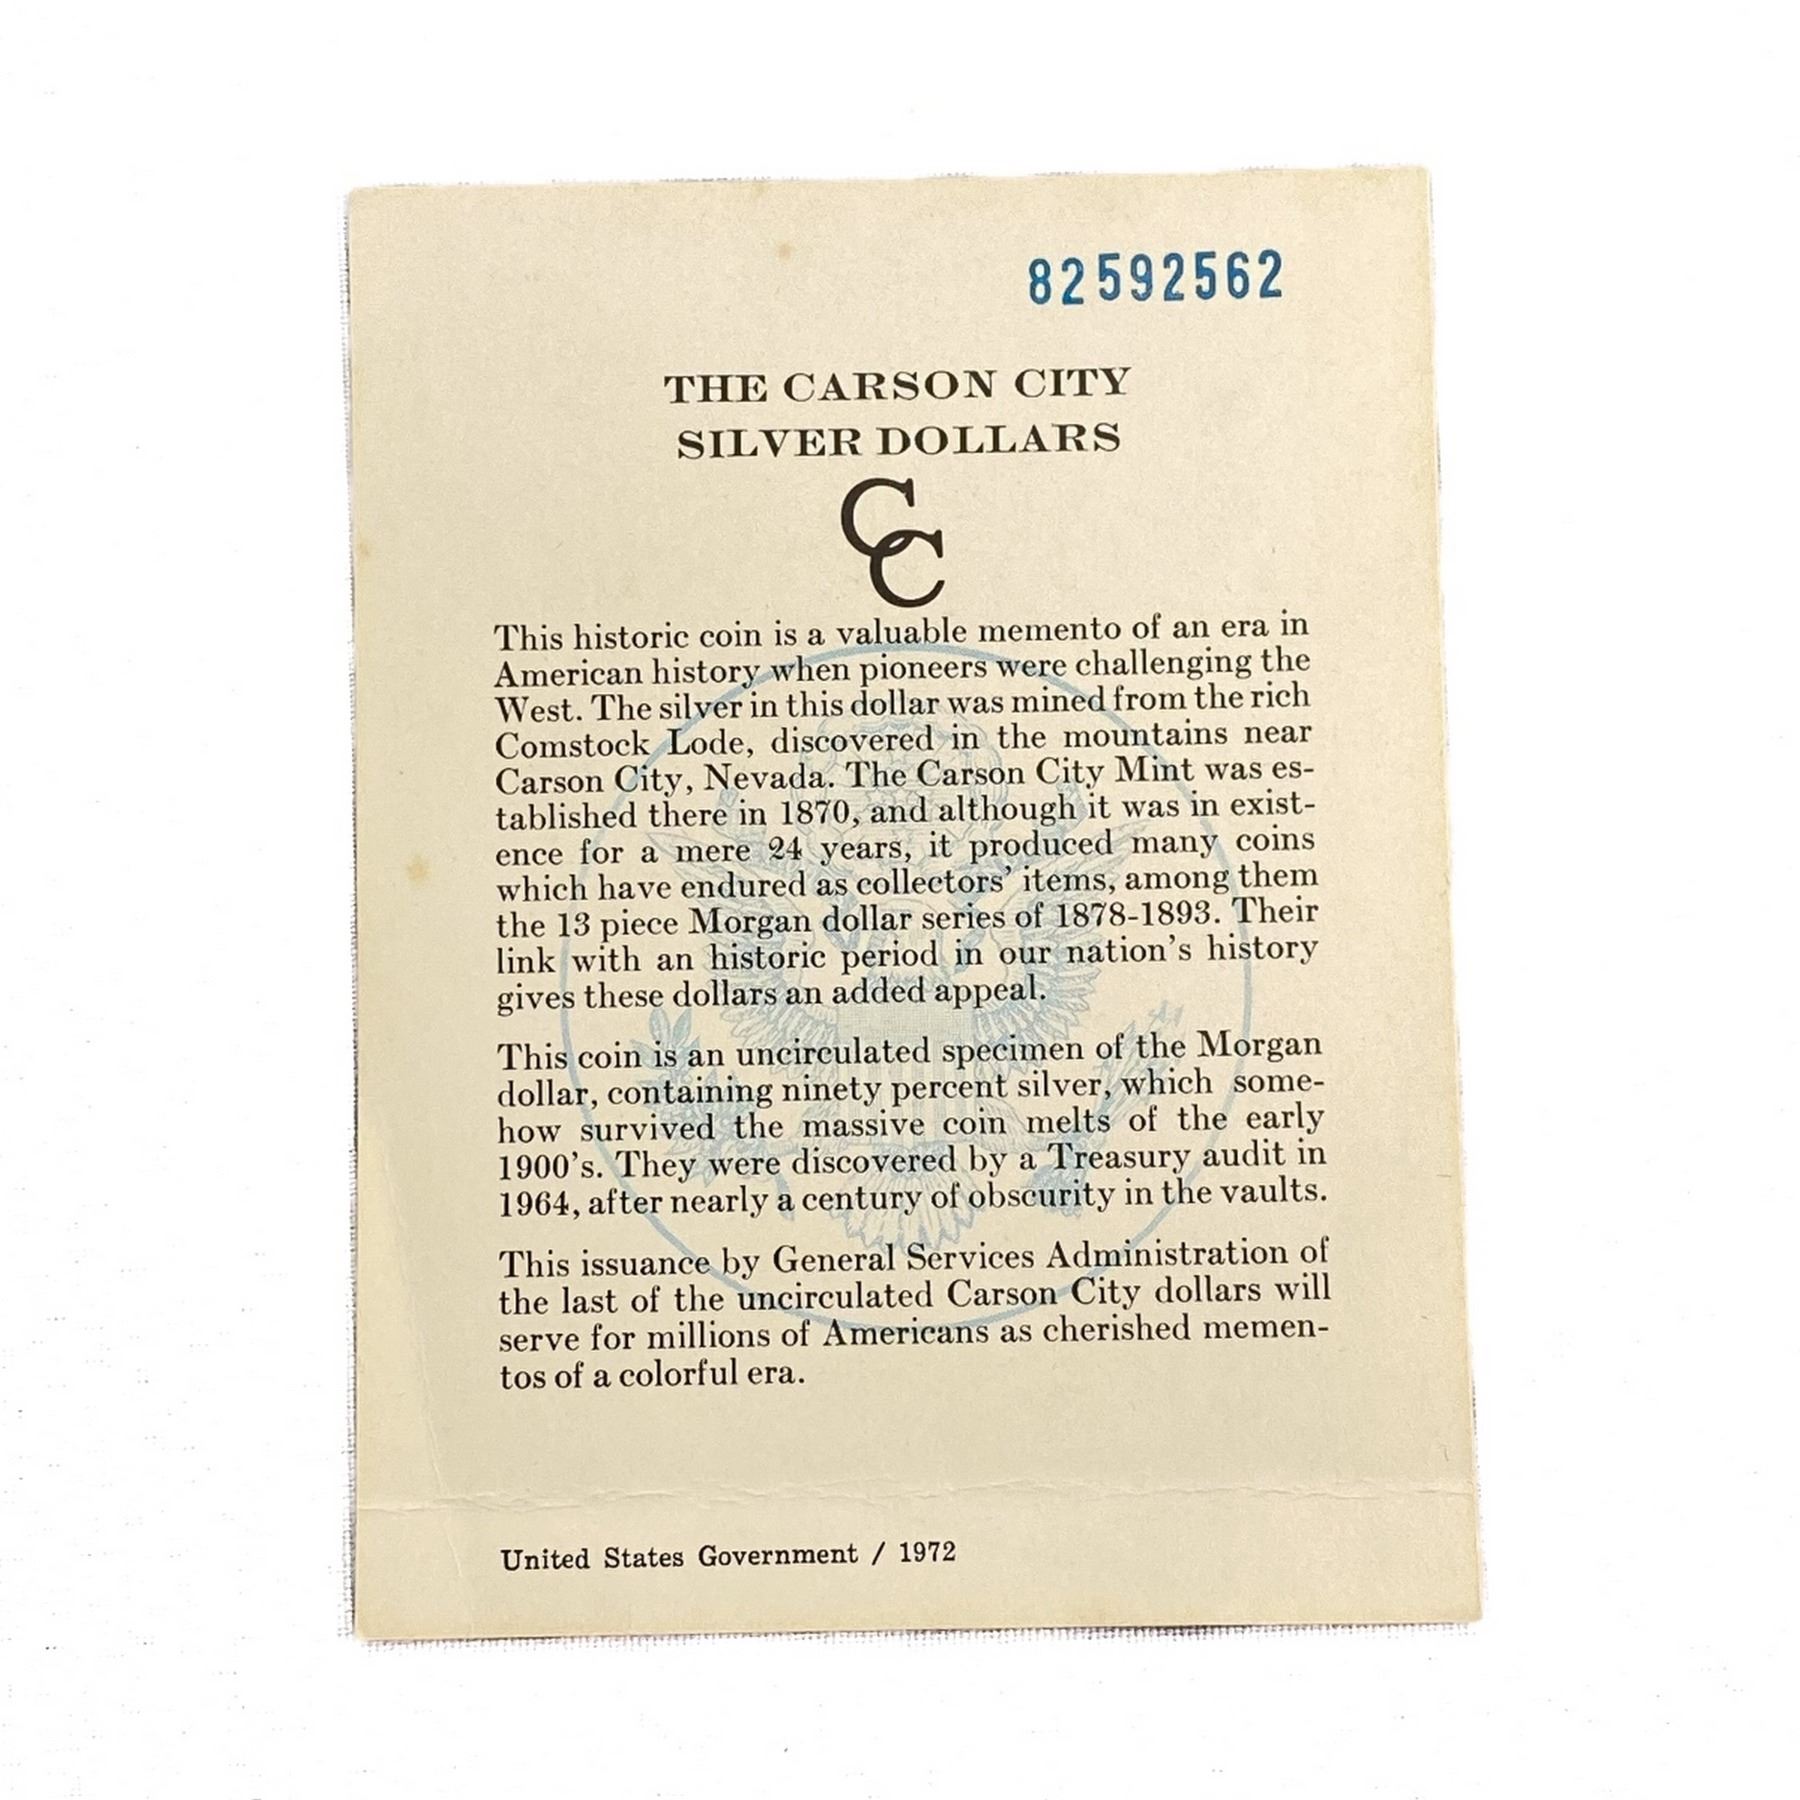 82592562
THE CARSON CITY
SILVER DOLLARS
CC
This historic coin is a valuable memento of an era in
American history when pioneers were challenging the
West. The silver in this dollar was mined from the rich
Comstock Lode, discovered in the mountains near
Carson City, Nevada. The Carson City Mint was es-
tablished there in 1870, and although it was in exist-
ence for a mere 24 years, it produced many coins
which have endured as collectors' items, among them
the 13 piece Morgan dollar series of 1878-1893. Their
link with an historic period in our nation's history
gives these dollars an added appeal.
This coin is an uncirculated specimen of the Morgan
dollar, containing ninety percent silver, which some-
how survived the massive coin melts of the early
1900's. They were discovered by a Treasury audit in
1964, after nearly a century of obscurity in the vaults.
This issuance by General Services Administration of
the last of the uncirculated Carson City dollars will
serve for millions of Americans as cherished memen-
tos of a colorful era.
United States Government / 1972